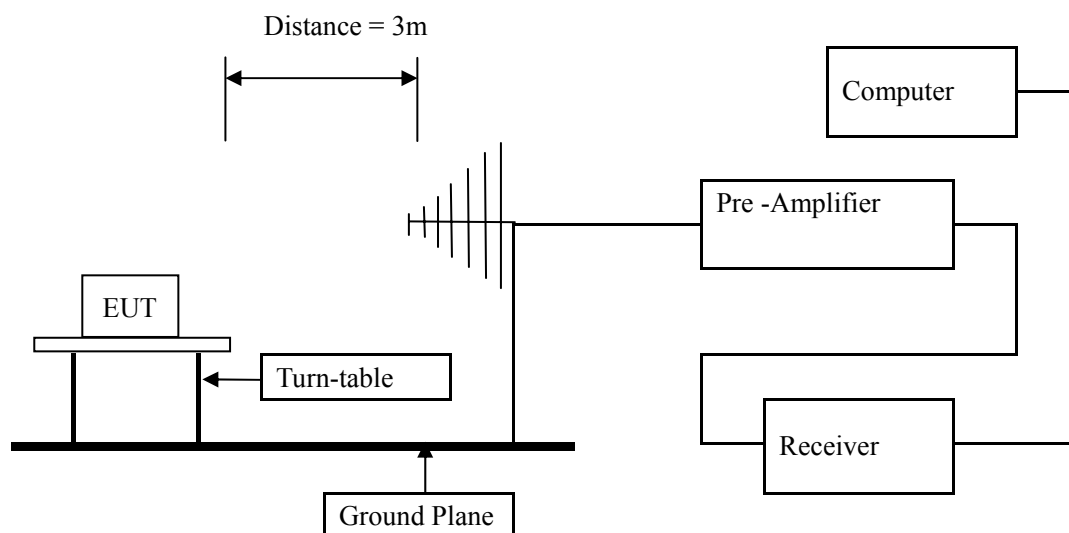 Distance = 3m
Computer
Pre -Amplifier
EUT
Turn-table
Receiver
Ground Plane